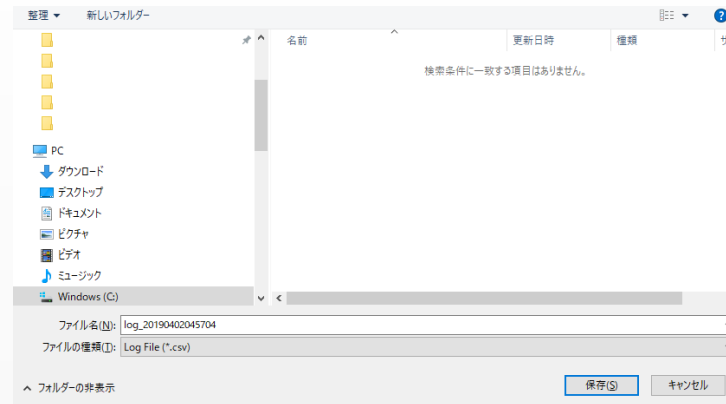 整理 新しいフォルダー
名前 更新日時 種類
検索条件に一致する項目はありません。
PC
ダウンロード
デスクトップ
ドキュメント
ピクチャ
ビデオ
ミュージック
Windows (C:)
ファイル名(N): log_20190402045704
ファイルの種類(T): Log File (*.csv)
フォルダーの非表示 保存(S) キャンセル